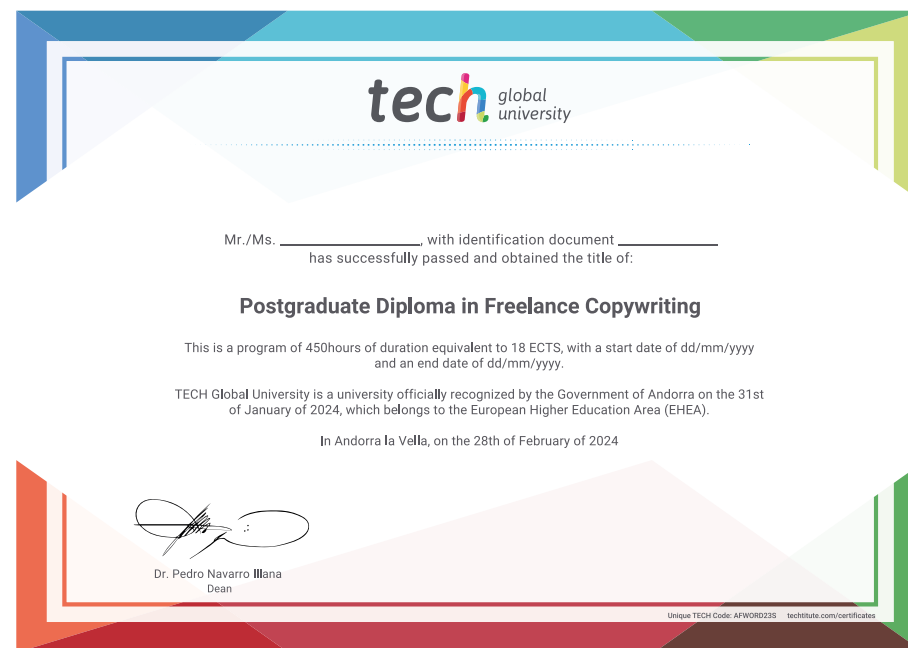 tech global
university
Mr./Ms. ____________________, with identification document ______________
has successfully passed and obtained the title of:
Postgraduate Diploma in Freelance Copywriting
This is a program of 450hours of duration equivalent to 18 ECTS, with a start date of dd/mm/yyyy
and an end date of dd/mm/yyyy.
TECH Global University is a university officially recognized by the Government of Andorra on the 31st
of January of 2024, which belongs to the European Higher Education Area (EHEA).
In Andorra la Vella, on the 28th of February of 2024
Dr. Pedro Navarro Illana
Dean
Unique TECH Code: AFWORD23S techtitute.com/certificates